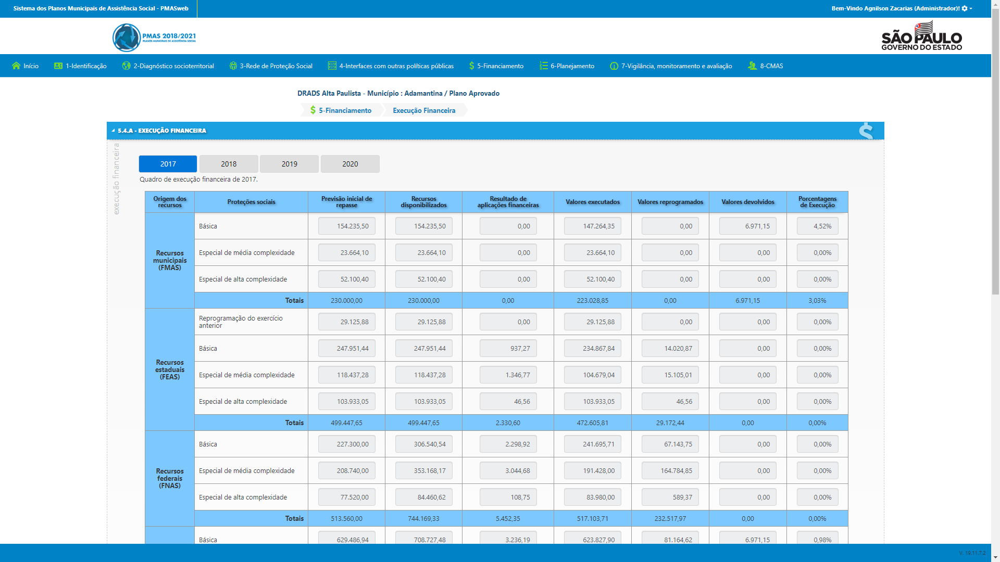 Sistema dos Planos Municipais de Assistência Social - PMASweb
Bem-Vindo Agnilson Zacarias (Administrador)!
PMAS 2018/2021
PLANOS MUNICIPAIS DE ASSISTÊNCIA SOCIAL
SÃO PAULO
GOVERNO DO ESTADO
Início 1-Identificação 2-Diagnóstico socioterritorial 3-Rede de Proteção Social 4-Interfaces com outras políticas públicas 5-Financiamento 6-Planejamento 7-Vigilância, monitoramento e avaliação 8-CMAS
DRADS Alta Paulista - Município : Adamantina / Plano Aprovado
5-Financiamento Execução Financeira
5.4.A - EXECUÇÃO FINANCEIRA
execução financeira
2017 2018 2019 2020
Quadro de execução financeira de 2017.
Origem dos recursos Proteções sociais Previsão inicial de repasse Recursos disponibilizados Resultado de aplicações financeiras Valores executados Valores reprogramados Valores devolvidos Porcentagens de Execução
Recursos municipais (FMAS)
Básica 154.235,50 154.235,50 0,00 147.264,35 0,00 6.971,15 4,52%
Especial de média complexidade 23.664,10 23.664,10 0,00 23.664,10 0,00 0,00 0,00%
Especial de alta complexidade 52.100,40 52.100,40 0,00 52.100,40 0,00 0,00 0,00%
Totais 230.000,00 230.000,00 0,00 223.028,85 0,00 6.971,15 3,03%
Recursos estaduais (FEAS)
Reprogramação do exercício anterior 29.125,88 29.125,88 0,00 29.125,88 0,00 0,00 0,00%
Básica 247.951,44 247.951,44 937,27 234.867,84 14.020,87 0,00 0,00%
Especial de média complexidade 118.437,28 118.437,28 1.346,77 104.679,04 15.105,01 0,00 0,00%
Especial de alta complexidade 103.933,05 103.933,05 46,56 103.933,05 46,56 0,00 0,00%
Totais 499.447,65 499.447,65 2.330,60 472.605,81 29.172,44 0,00 0,00%
Recursos federais (FNAS)
Básica 227.300,00 306.540,54 2.298,92 241.695,71 67.143,75 0,00 0,00%
Especial de média complexidade 208.740,00 353.168,17 3.044,68 191.428,00 164.784,85 0,00 0,00%
Especial de alta complexidade 77.520,00 84.460,62 108,75 83.980,00 589,37 0,00 0,00%
Totais 513.560,00 744.169,33 5.452,35 517.103,71 232.517,97 0,00 0,00%
Básica 629.486,94 708.727,48 3.236,19 623.827,90 81.164,62 6.971,15 0,98%
V. 19.11.7.2